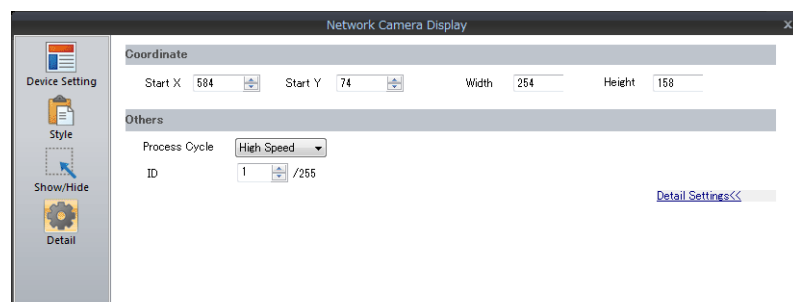 Network Camera Display x
Device Setting
Style
Show/Hide
Detail
Coordinate
Start X 584 Start Y 74 Width 254 Height 158
Others
Process Cycle High Speed
ID 1 /255
Detail Settings<<